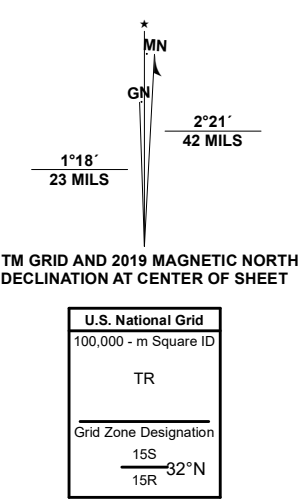 MN
GN
2°21´
42 MILS
1°18´
23 MILS
TM GRID AND 2019 MAGNETIC NORTH
DECLINATION AT CENTER OF SHEET
U.S. National Grid
100,000 - m Square ID
TR
Grid Zone Designation
15S
32°N
15R